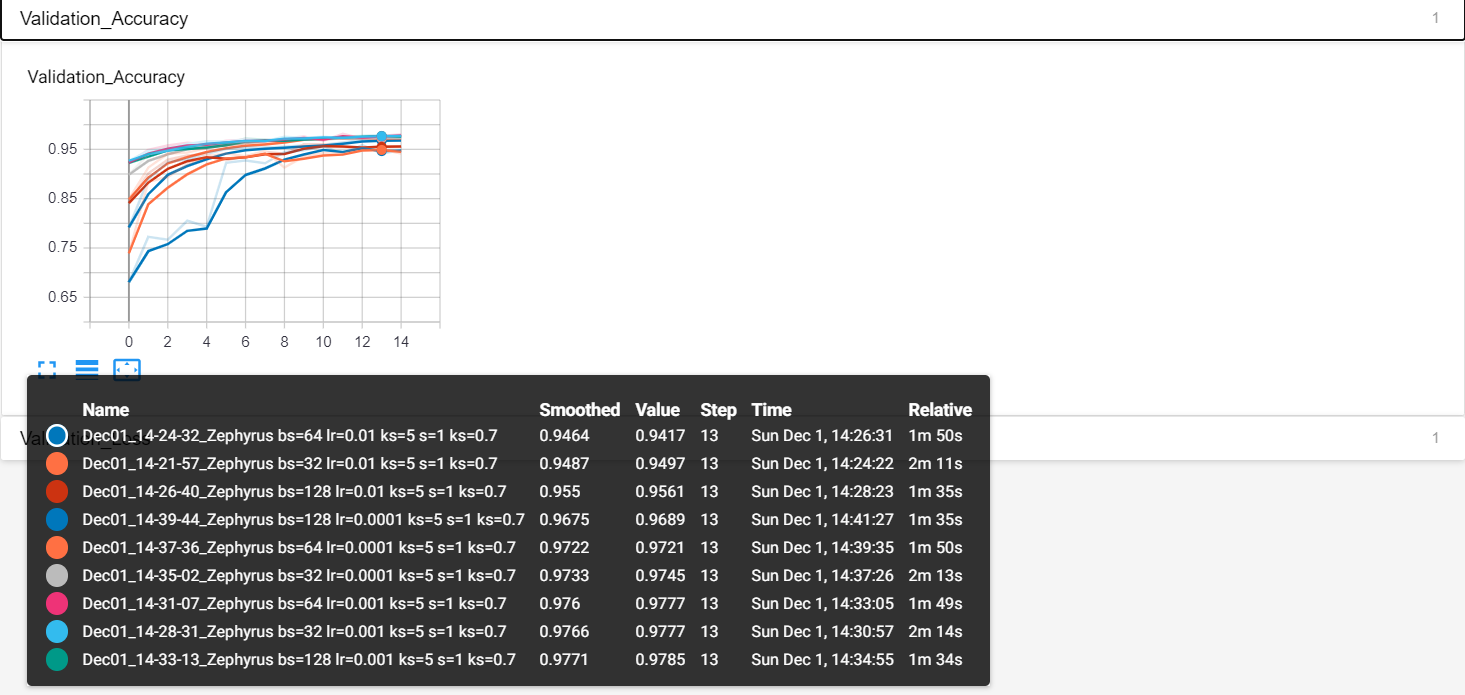 Validation_Accuracy 1
Validation_Accuracy
0.95
0.85
0.75
0.65
0 2 4 6 8 10 12 14
Name Smoothed Value Step Time Relative
Validation_Loss 1
Dec01_14-24-32_Zephyrus bs=64 lr=0.01 ks=5 s=1 ks=0.7 0.9464 0.9417 13 Sun Dec 1, 14:26:31 1m 50s
Dec01_14-21-57_Zephyrus bs=32 lr=0.01 ks=5 s=1 ks=0.7 0.9487 0.9497 13 Sun Dec 1, 14:24:22 2m 11s
Dec01_14-26-40_Zephyrus bs=128 lr=0.01 ks=5 s=1 ks=0.7 0.955 0.9561 13 Sun Dec 1, 14:28:23 1m 35s
Dec01_14-39-44_Zephyrus bs=128 lr=0.0001 ks=5 s=1 ks=0.7 0.9675 0.9689 13 Sun Dec 1, 14:41:27 1m 35s
Dec01_14-37-36_Zephyrus bs=64 lr=0.0001 ks=5 s=1 ks=0.7 0.9722 0.9721 13 Sun Dec 1, 14:39:35 1m 50s
Dec01_14-35-02_Zephyrus bs=32 lr=0.0001 ks=5 s=1 ks=0.7 0.9733 0.9745 13 Sun Dec 1, 14:37:26 2m 13s
Dec01_14-31-07_Zephyrus bs=64 lr=0.001 ks=5 s=1 ks=0.7 0.976 0.9777 13 Sun Dec 1, 14:33:05 1m 49s
Dec01_14-28-31_Zephyrus bs=32 lr=0.001 ks=5 s=1 ks=0.7 0.9766 0.9777 13 Sun Dec 1, 14:30:57 2m 14s
Dec01_14-33-13_Zephyrus bs=128 lr=0.001 ks=5 s=1 ks=0.7 0.9771 0.9785 13 Sun Dec 1, 14:34:55 1m 34s